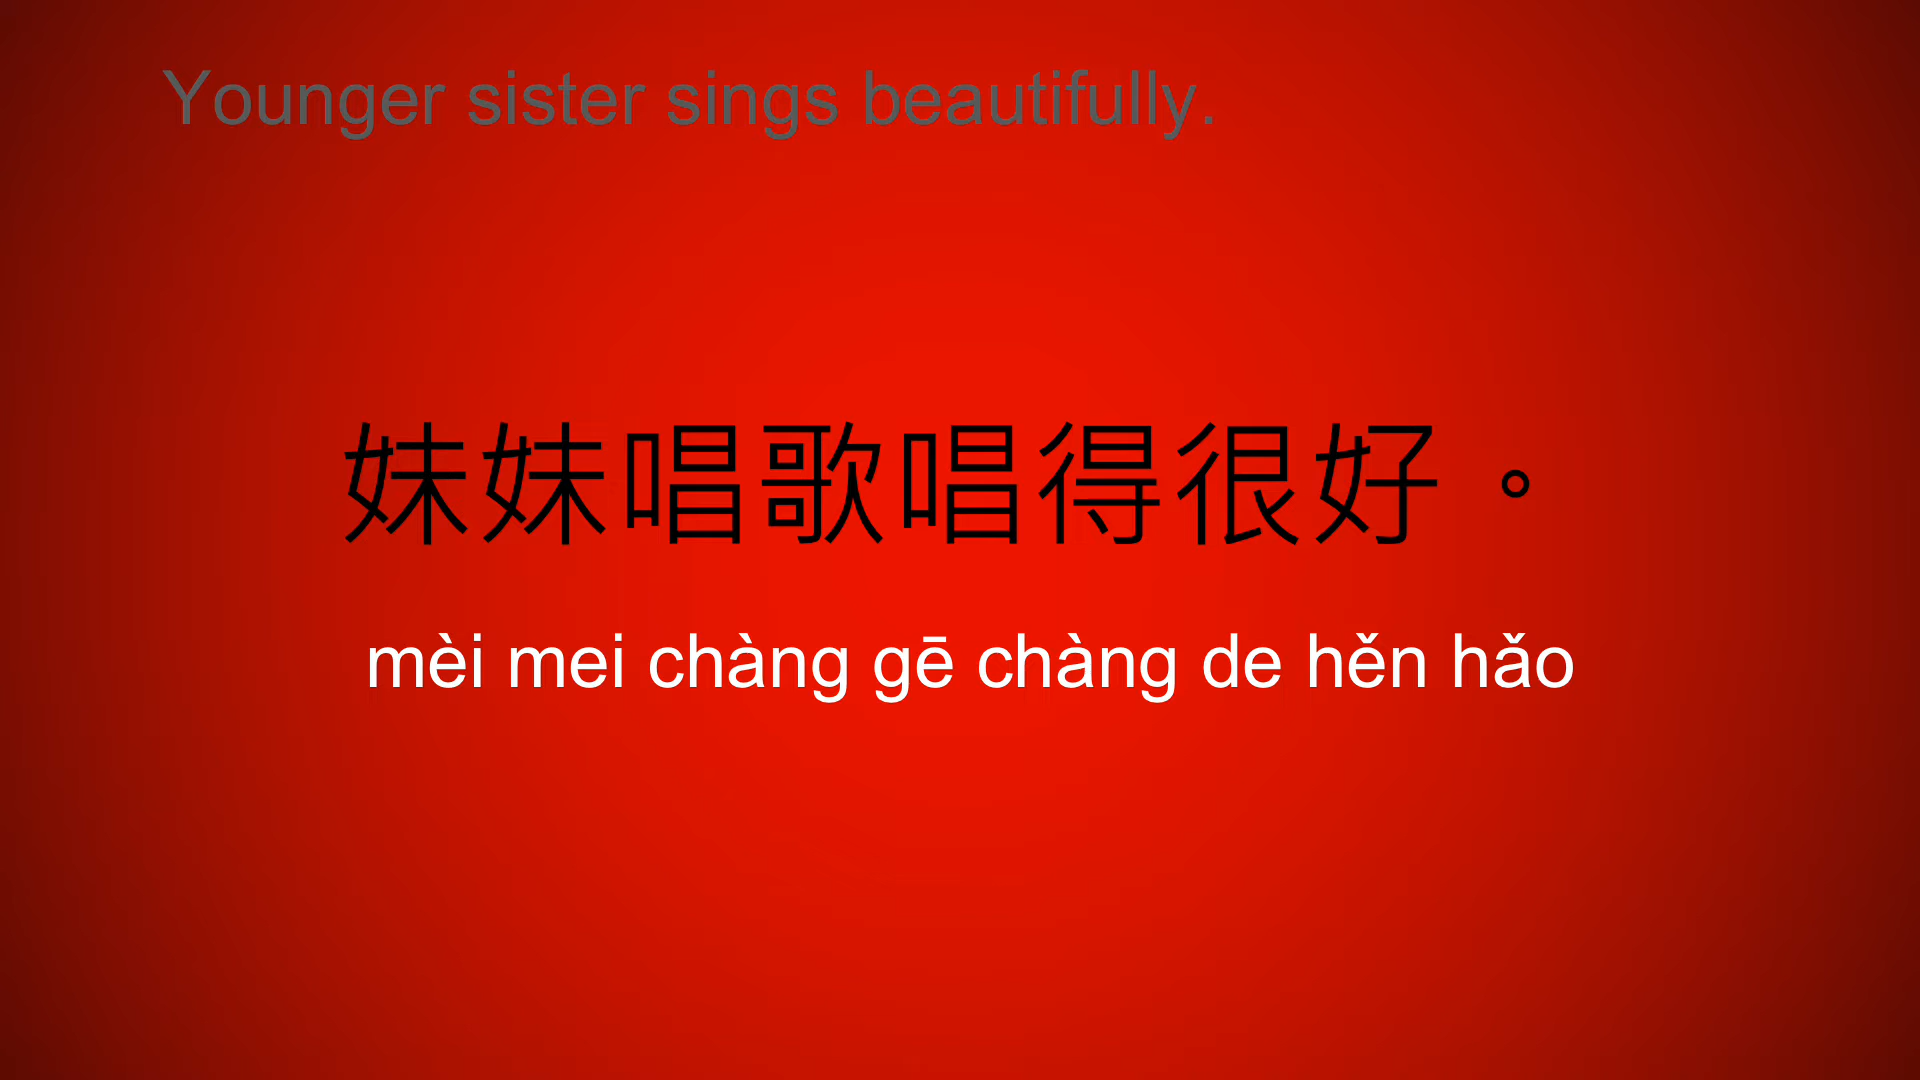 Younger sister sings beautifully.
妹妹唱歌唱得很好。
mèi mei chàng gē chàng de hěn hǎo